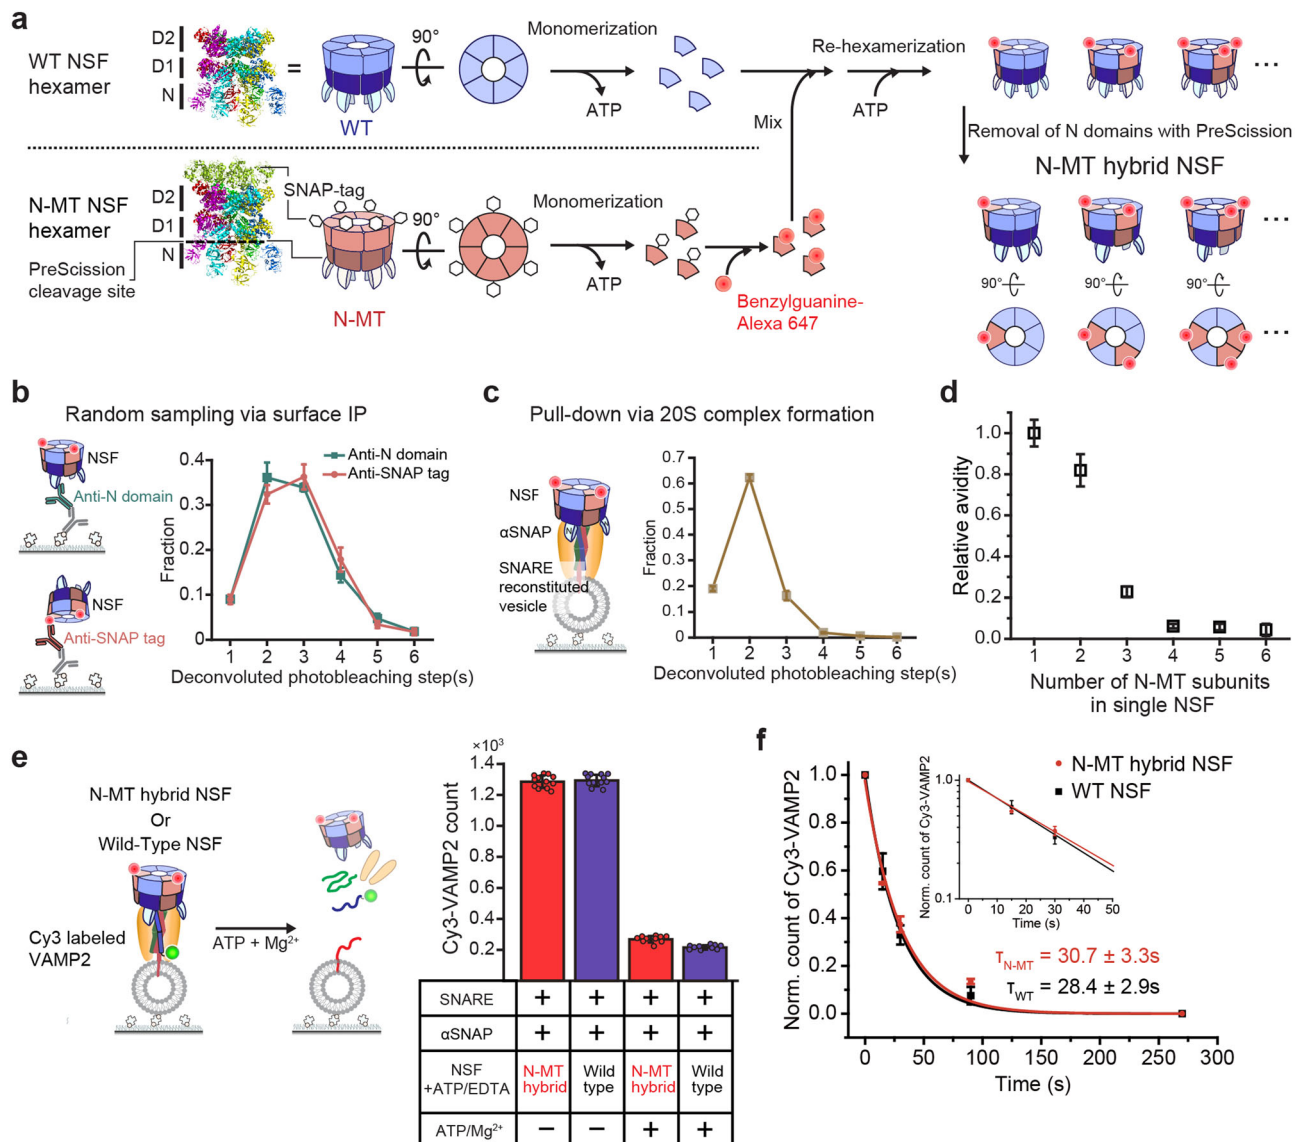 a
WT NSF
hexamer
D2
D1
N
=
WT
90°
Monomerization
ATP
Re-hexamerization
ATP
Mix
...
Removal of N domains with PreScission
N-MT hybrid NSF
N-MT NSF
hexamer
D2
D1
N
SNAP-tag
PreScission
cleavage site
N-MT
90°
Monomerization
ATP
Benzylguanine-
Alexa 647
...
90°
90°
90°
...
b
Random sampling via surface IP
NSF
Anti-N domain
NSF
Anti-SNAP tag
Anti-N domain
Anti-SNAP tag
Fraction
0.4
0.3
0.2
0.1
0
1 2 3 4 5 6
Deconvoluted photobleaching step(s)
c
Pull-down via 20S complex formation
NSF
N
αSNAP
SNARE
reconstituted
vesicle
Fraction
0.7
0.6
0.5
0.4
0.3
0.2
0.1
0
1 2 3 4 5 6
Deconvoluted photobleaching step(s)
d
Relative avidity
1.0
0.8
0.6
0.4
0.2
0.0
1 2 3 4 5 6
Number of N-MT subunits
in single NSF
e
N-MT hybrid NSF
Or
Wild-Type NSF
Cy3 labeled
VAMP2
ATP + Mg²⁺
×10³
Cy3-VAMP2 count
1.4
1.2
1.0
0.8
0.6
0.4
0.2
SNARE + + + +
αSNAP + + + +
NSF
+ATP/EDTA
N-MT
hybrid
Wild
type
N-MT
hybrid
Wild
type
ATP/Mg²⁺ − − + +
f
Norm. count of Cy3-VAMP2
1.0
0.8
0.6
0.4
0.2
0.0
0 50 100 150 200 250 300
Time (s)
N-MT hybrid NSF
WT NSF
Norm. count of Cy3-VAMP2
1.0
0.1
0 10 20 30 40 50
Time (s)
τN-MT = 30.7 ± 3.3s
τWT = 28.4 ± 2.9s